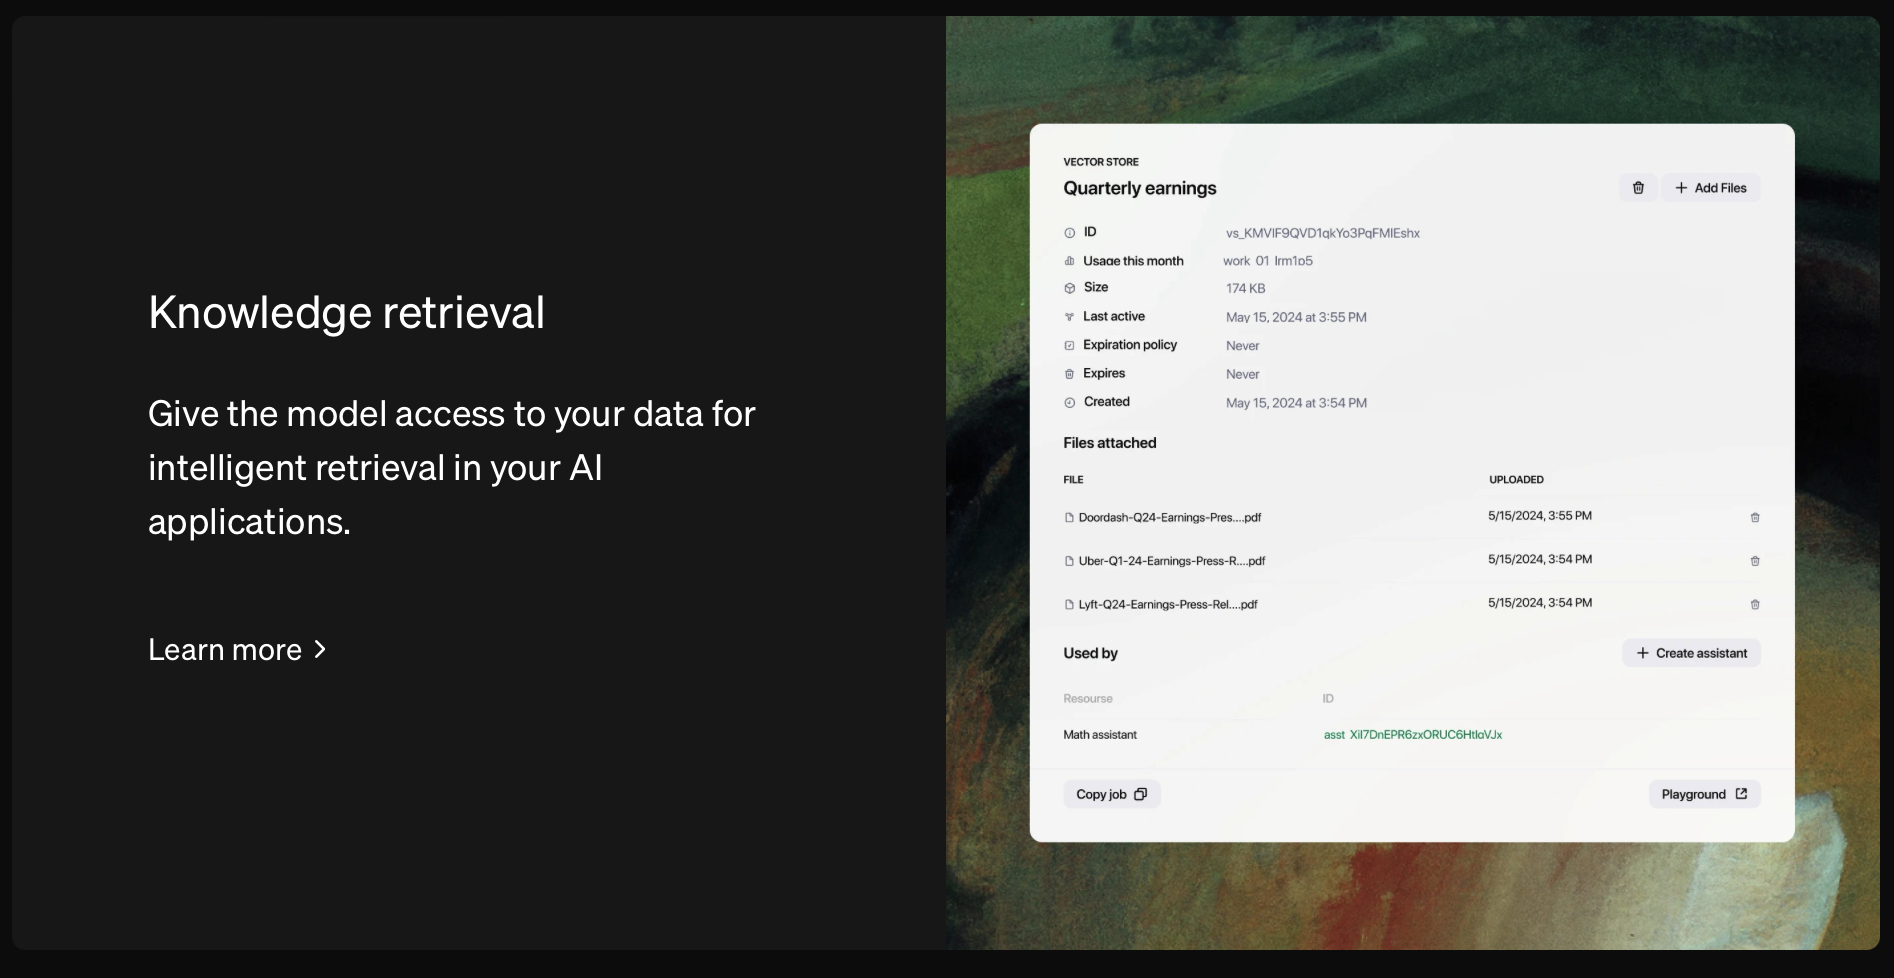 Knowledge retrieval
Give the model access to your data for
intelligent retrieval in your AI
applications.
Learn more
VECTOR STORE
Quarterly earnings
Add Files
ID
vs_KMVIF9QVD1qkYo3PqFMIEshx
Usage this month
work_01_lrm1p5
Size
174 KB
Last active
May 15, 2024 at 3:55 PM
Expiration policy
Never
Expires
Never
Created
May 15, 2024 at 3:54 PM
Files attached
FILE
UPLOADED
Doordash-Q24-Earnings-Pres....pdf
5/15/2024, 3:55 PM
Uber-Q1-24-Earnings-Press-R....pdf
5/15/2024, 3:54 PM
Lyft-Q24-Earnings-Press-Rel....pdf
5/15/2024, 3:54 PM
Used by
Create assistant
Resourse
ID
Math assistant
asst_Xil7DnEPR6zxORUC6HtlaVJx
Copy job
Playground